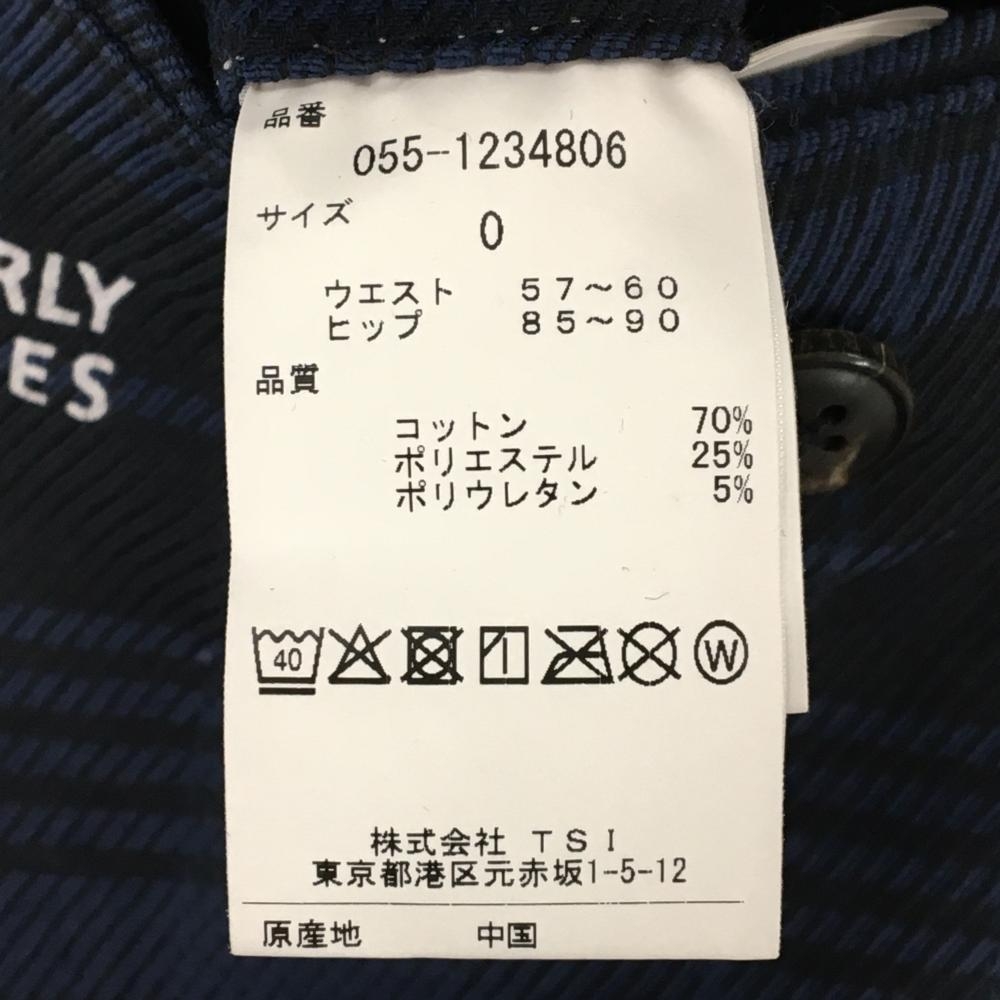 品番
055-1234806
サイズ 0
ウエスト 57～60
ヒップ 85～90
品質
コットン 70%
ポリエステル 25%
ポリウレタン 5%
40
W
株式会社 TSI
東京都港区元赤坂1-5-12
原産地 中国
RLY
ES